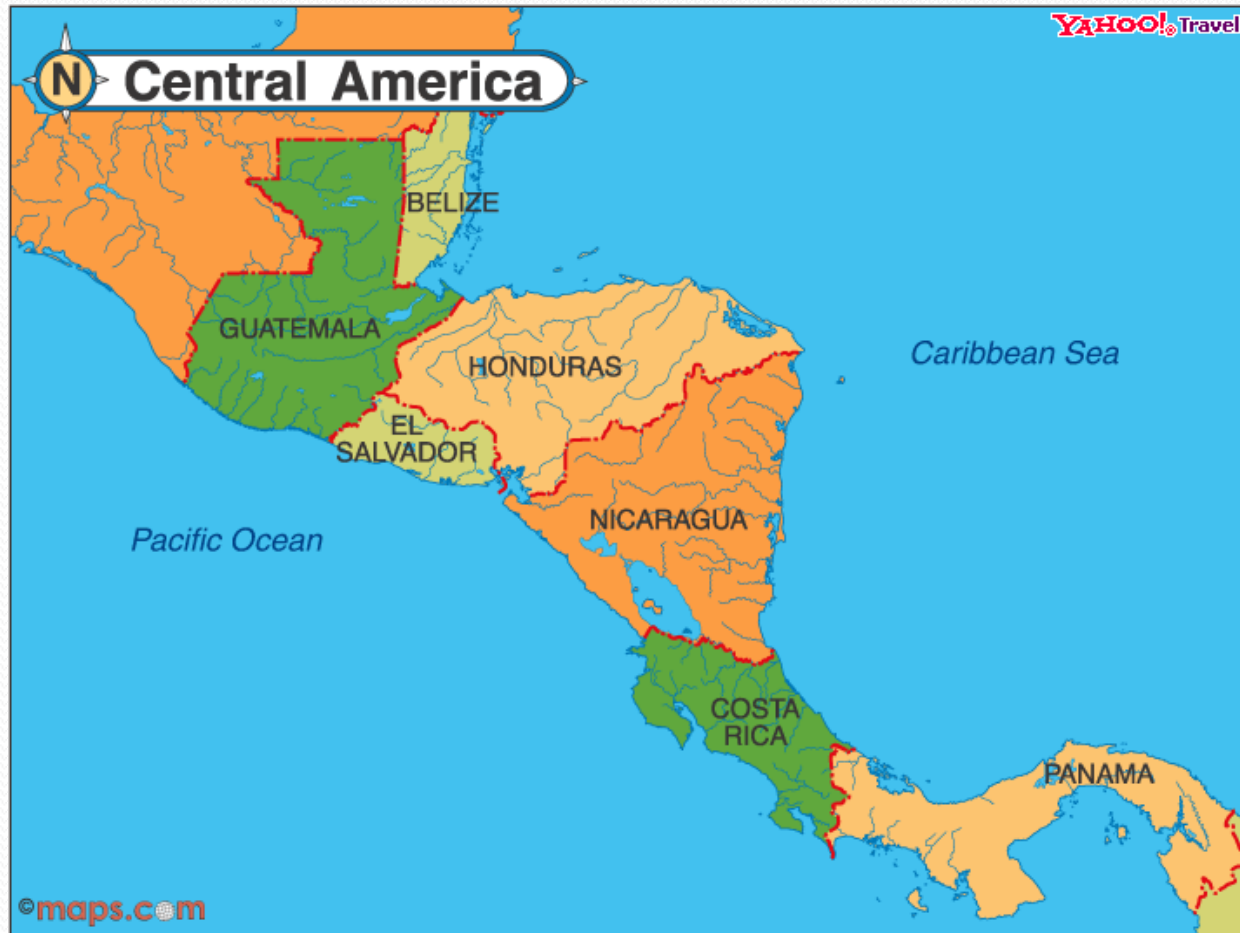 YAHOO! Travel
N Central America
BELIZE
GUATEMALA
HONDURAS
Caribbean Sea
EL
SALVADOR
NICARAGUA
Pacific Ocean
COSTA
RICA
PANAMA
©maps.com